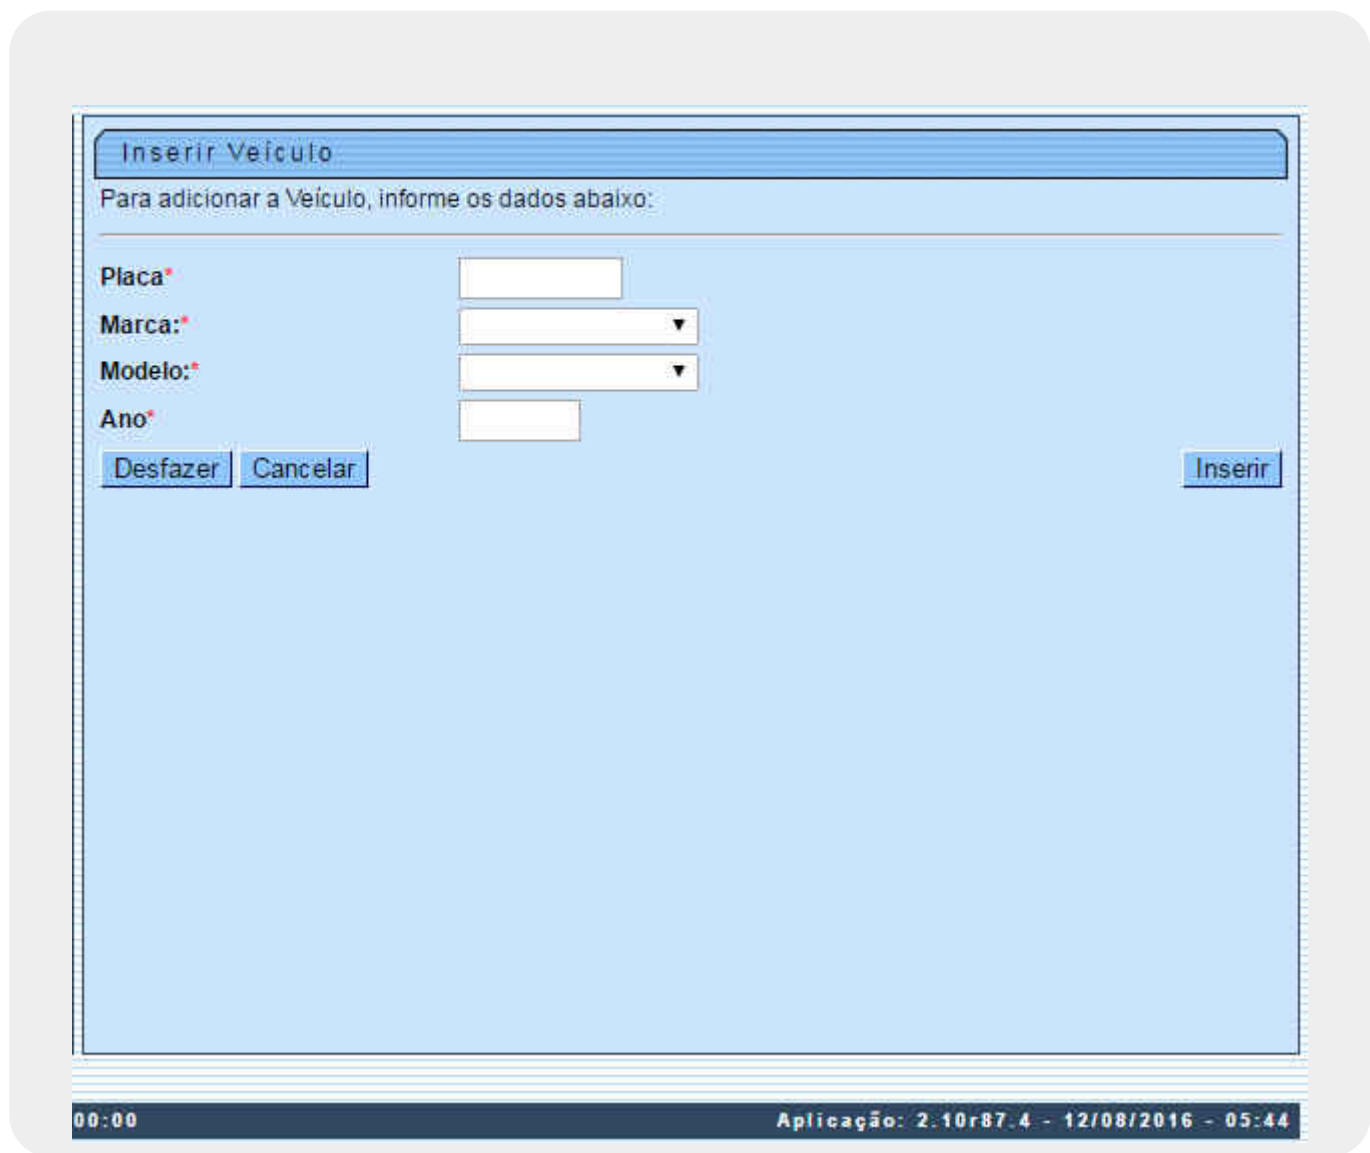 Inserir Veículo
Para adicionar a Veículo, informe os dados abaixo:
Placa*
Marca:*
Modelo:*
Ano*
Desfazer Cancelar Inserir
00:00 Aplicação: 2.10r87.4 - 12/08/2016 - 05:44